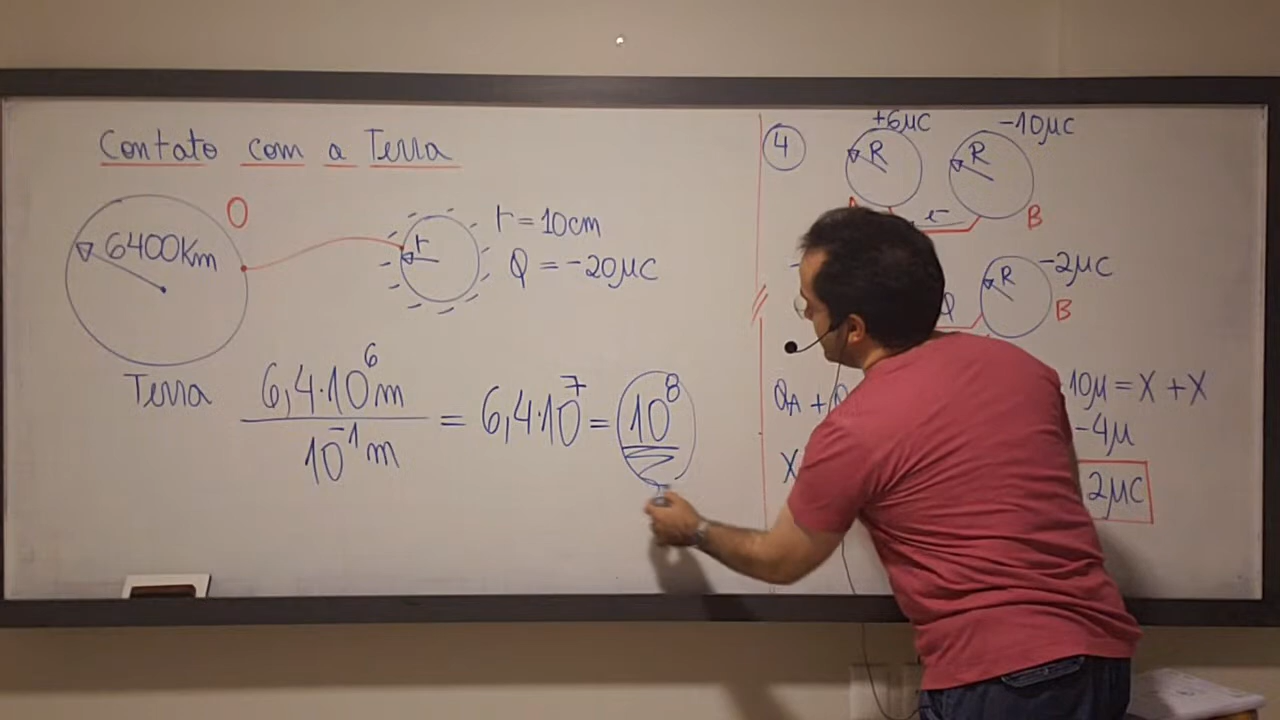 Contato com a Terra
6400Km
O
r
r = 10cm
Q = -20μC
Terra
6,4·10⁶m / 10⁻¹m = 6,4·10⁷ = 10⁸
4
+6μC
-10μC
R
R
e⁻
B
R
-2μC
B
QA +
10μ = X + X
-4μ
X
2μC